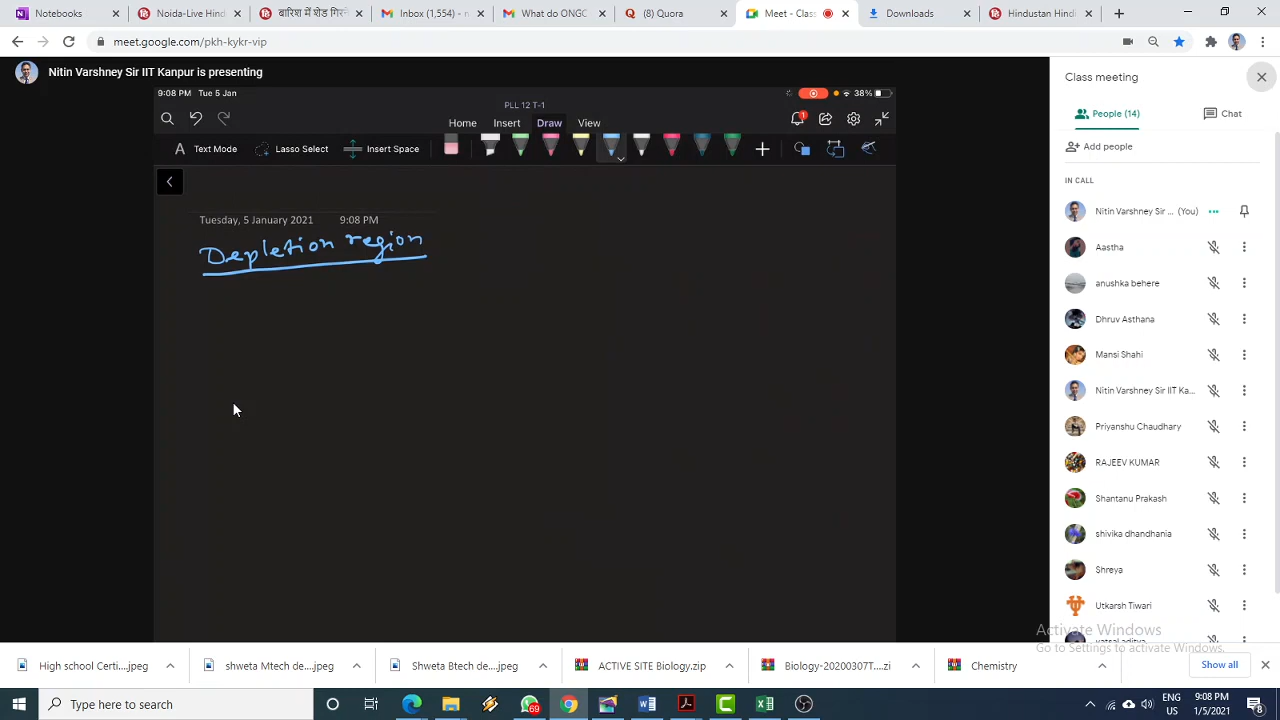 Notebooks
Noida-Live Hind
बारिश में छोड़ गिर
Inbox (1,554) - n
What do ONGC
(8) Quora
Meet - Class
Downloads
Hindustan Hind
meet.google.com/pkh-kykr-vip
Nitin Varshney Sir IIT Kanpur is presenting
Class meeting
9:08 PM Tue 5 Jan
38%
PLL 12 T-1
People (14)
Chat
Home
Insert
Draw
View
1
Text Mode
Lasso Select
Insert Space
Add people
IN CALL
Tuesday, 5 January 2021 9:08 PM
Depletion region
Nitin Varshney Sir ... (You)
Aastha
anushka behere
Dhruv Asthana
Mansi Shahi
Nitin Varshney Sir IIT Ka...
Priyanshu Chaudhary
RAJEEV KUMAR
Shantanu Prakash
shivika dhandhania
Shreya
Utkarsh Tiwari
vatsal aditya
Activate Windows
Go to Settings to activate Windows.
High school Certi....jpeg
shweta Mtech de....jpeg
Shweta Btech de....jpeg
ACTIVE SITE Biology.zip
Biology-20200307T....zi
Chemistry
Show all
Type here to search
69
ENG
US
9:08 PM
1/5/2021
8